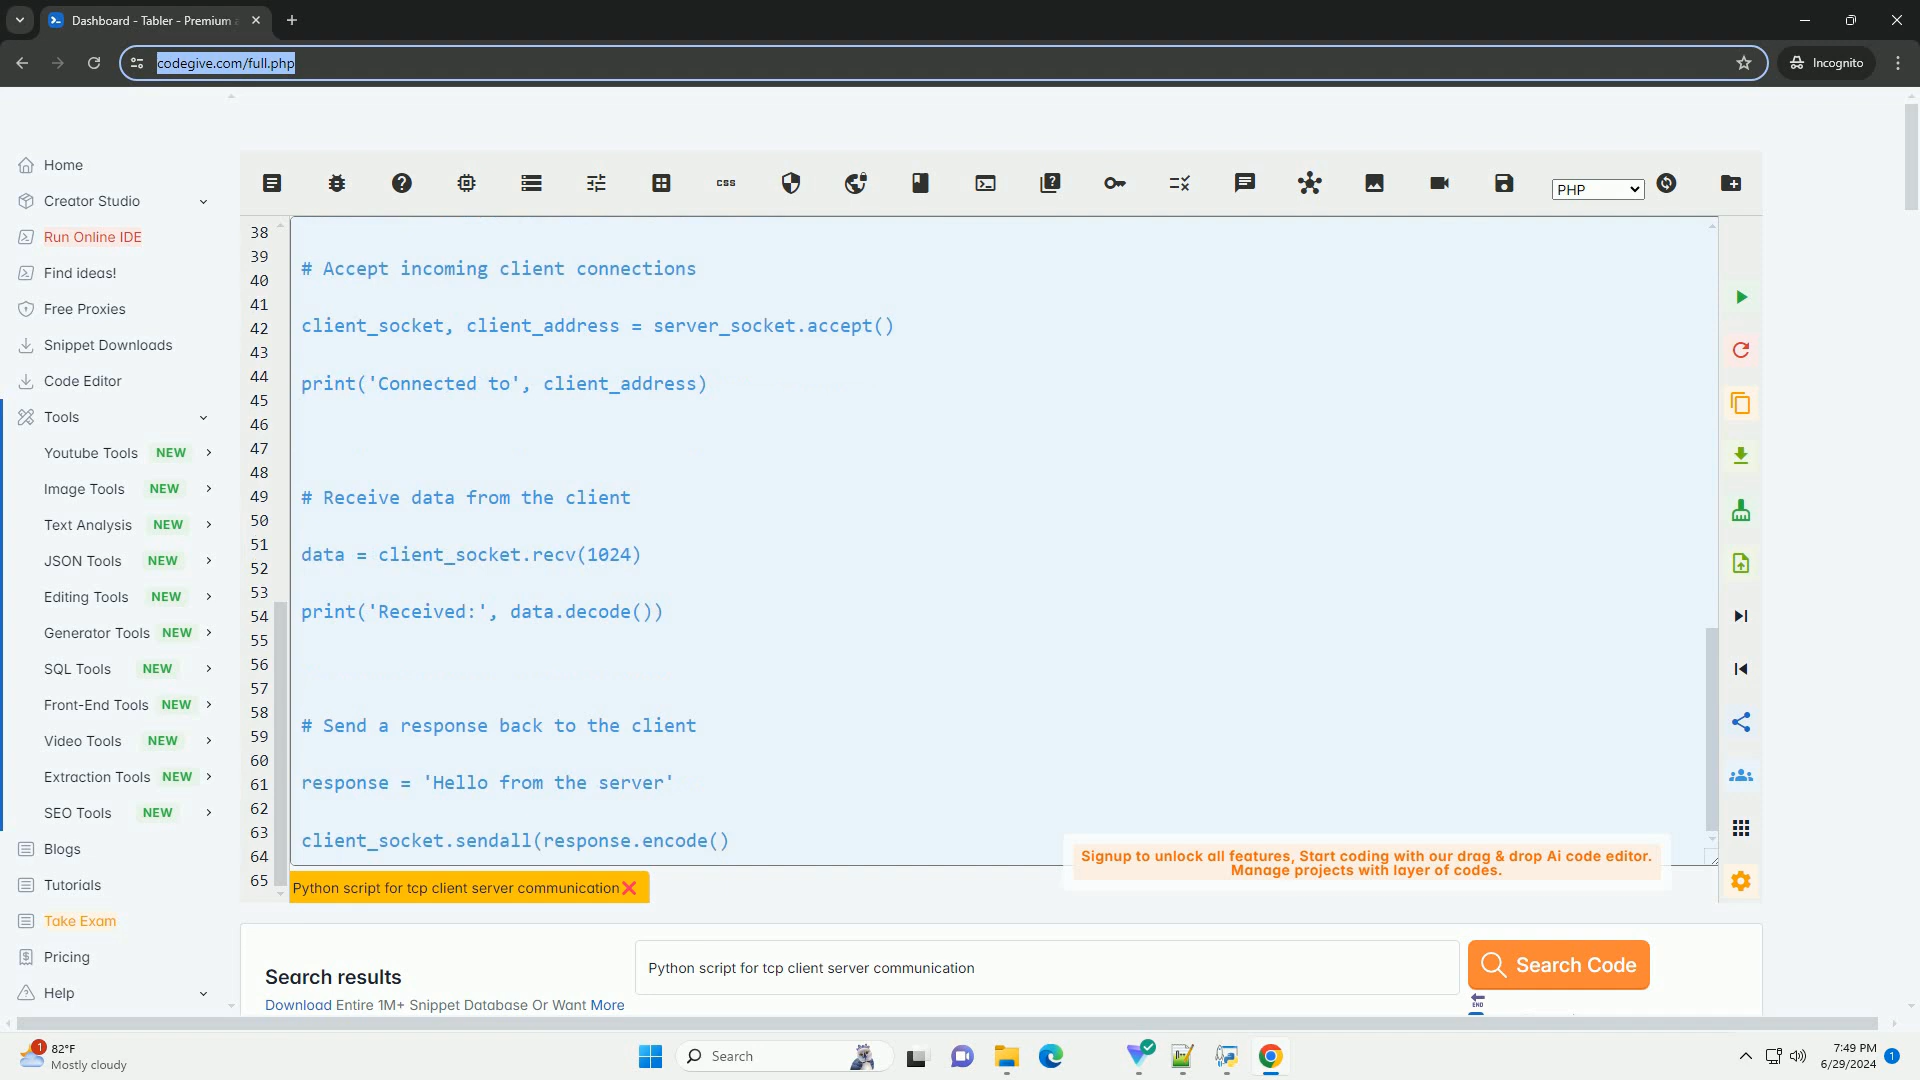 Dashboard - Tabler - Premium
codegive.com/full.php
Incognito
Home
Creator Studio
Run Online IDE
Find ideas!
Free Proxies
Snippet Downloads
Code Editor
Tools
Youtube Tools NEW
Image Tools NEW
Text Analysis NEW
JSON Tools NEW
Editing Tools NEW
Generator Tools NEW
SQL Tools NEW
Front-End Tools NEW
Video Tools NEW
Extraction Tools NEW
SEO Tools NEW
Blogs
Tutorials
Take Exam
Pricing
Help
css
PHP
38
39
40
41
42
43
44
45
46
47
48
49
50
51
52
53
54
55
56
57
58
59
60
61
62
63
64
65
# Accept incoming client connections
client_socket, client_address = server_socket.accept()
print('Connected to', client_address)
# Receive data from the client
data = client_socket.recv(1024)
print('Received:', data.decode())
# Send a response back to the client
response = 'Hello from the server'
client_socket.sendall(response.encode()
Signup to unlock all features, Start coding with our drag & drop Ai code editor.
Manage projects with layer of codes.
Python script for tcp client server communication
Search results
Download Entire 1M+ Snippet Database Or Want More
Python script for tcp client server communication
Search Code
END
1
82°F
Mostly cloudy
Search
7:49 PM
6/29/2024
1